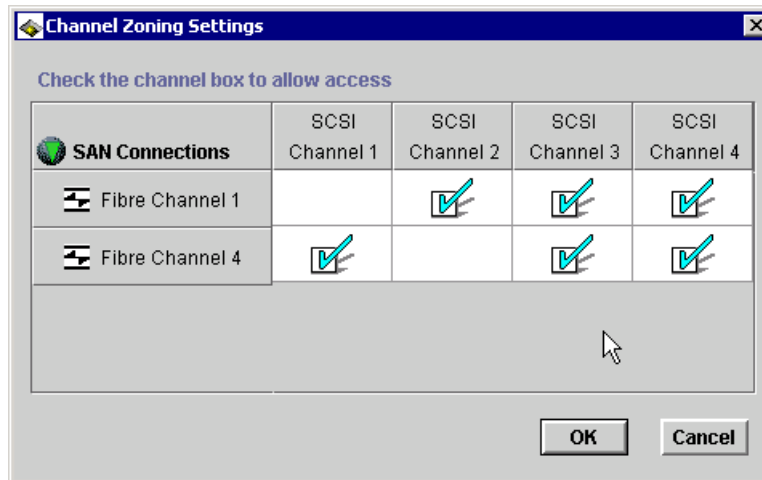 Channel Zoning Settings
Check the channel box to allow access
SAN Connections
SCSI Channel 1
SCSI Channel 2
SCSI Channel 3
SCSI Channel 4
Fibre Channel 1
Fibre Channel 4
OK
Cancel